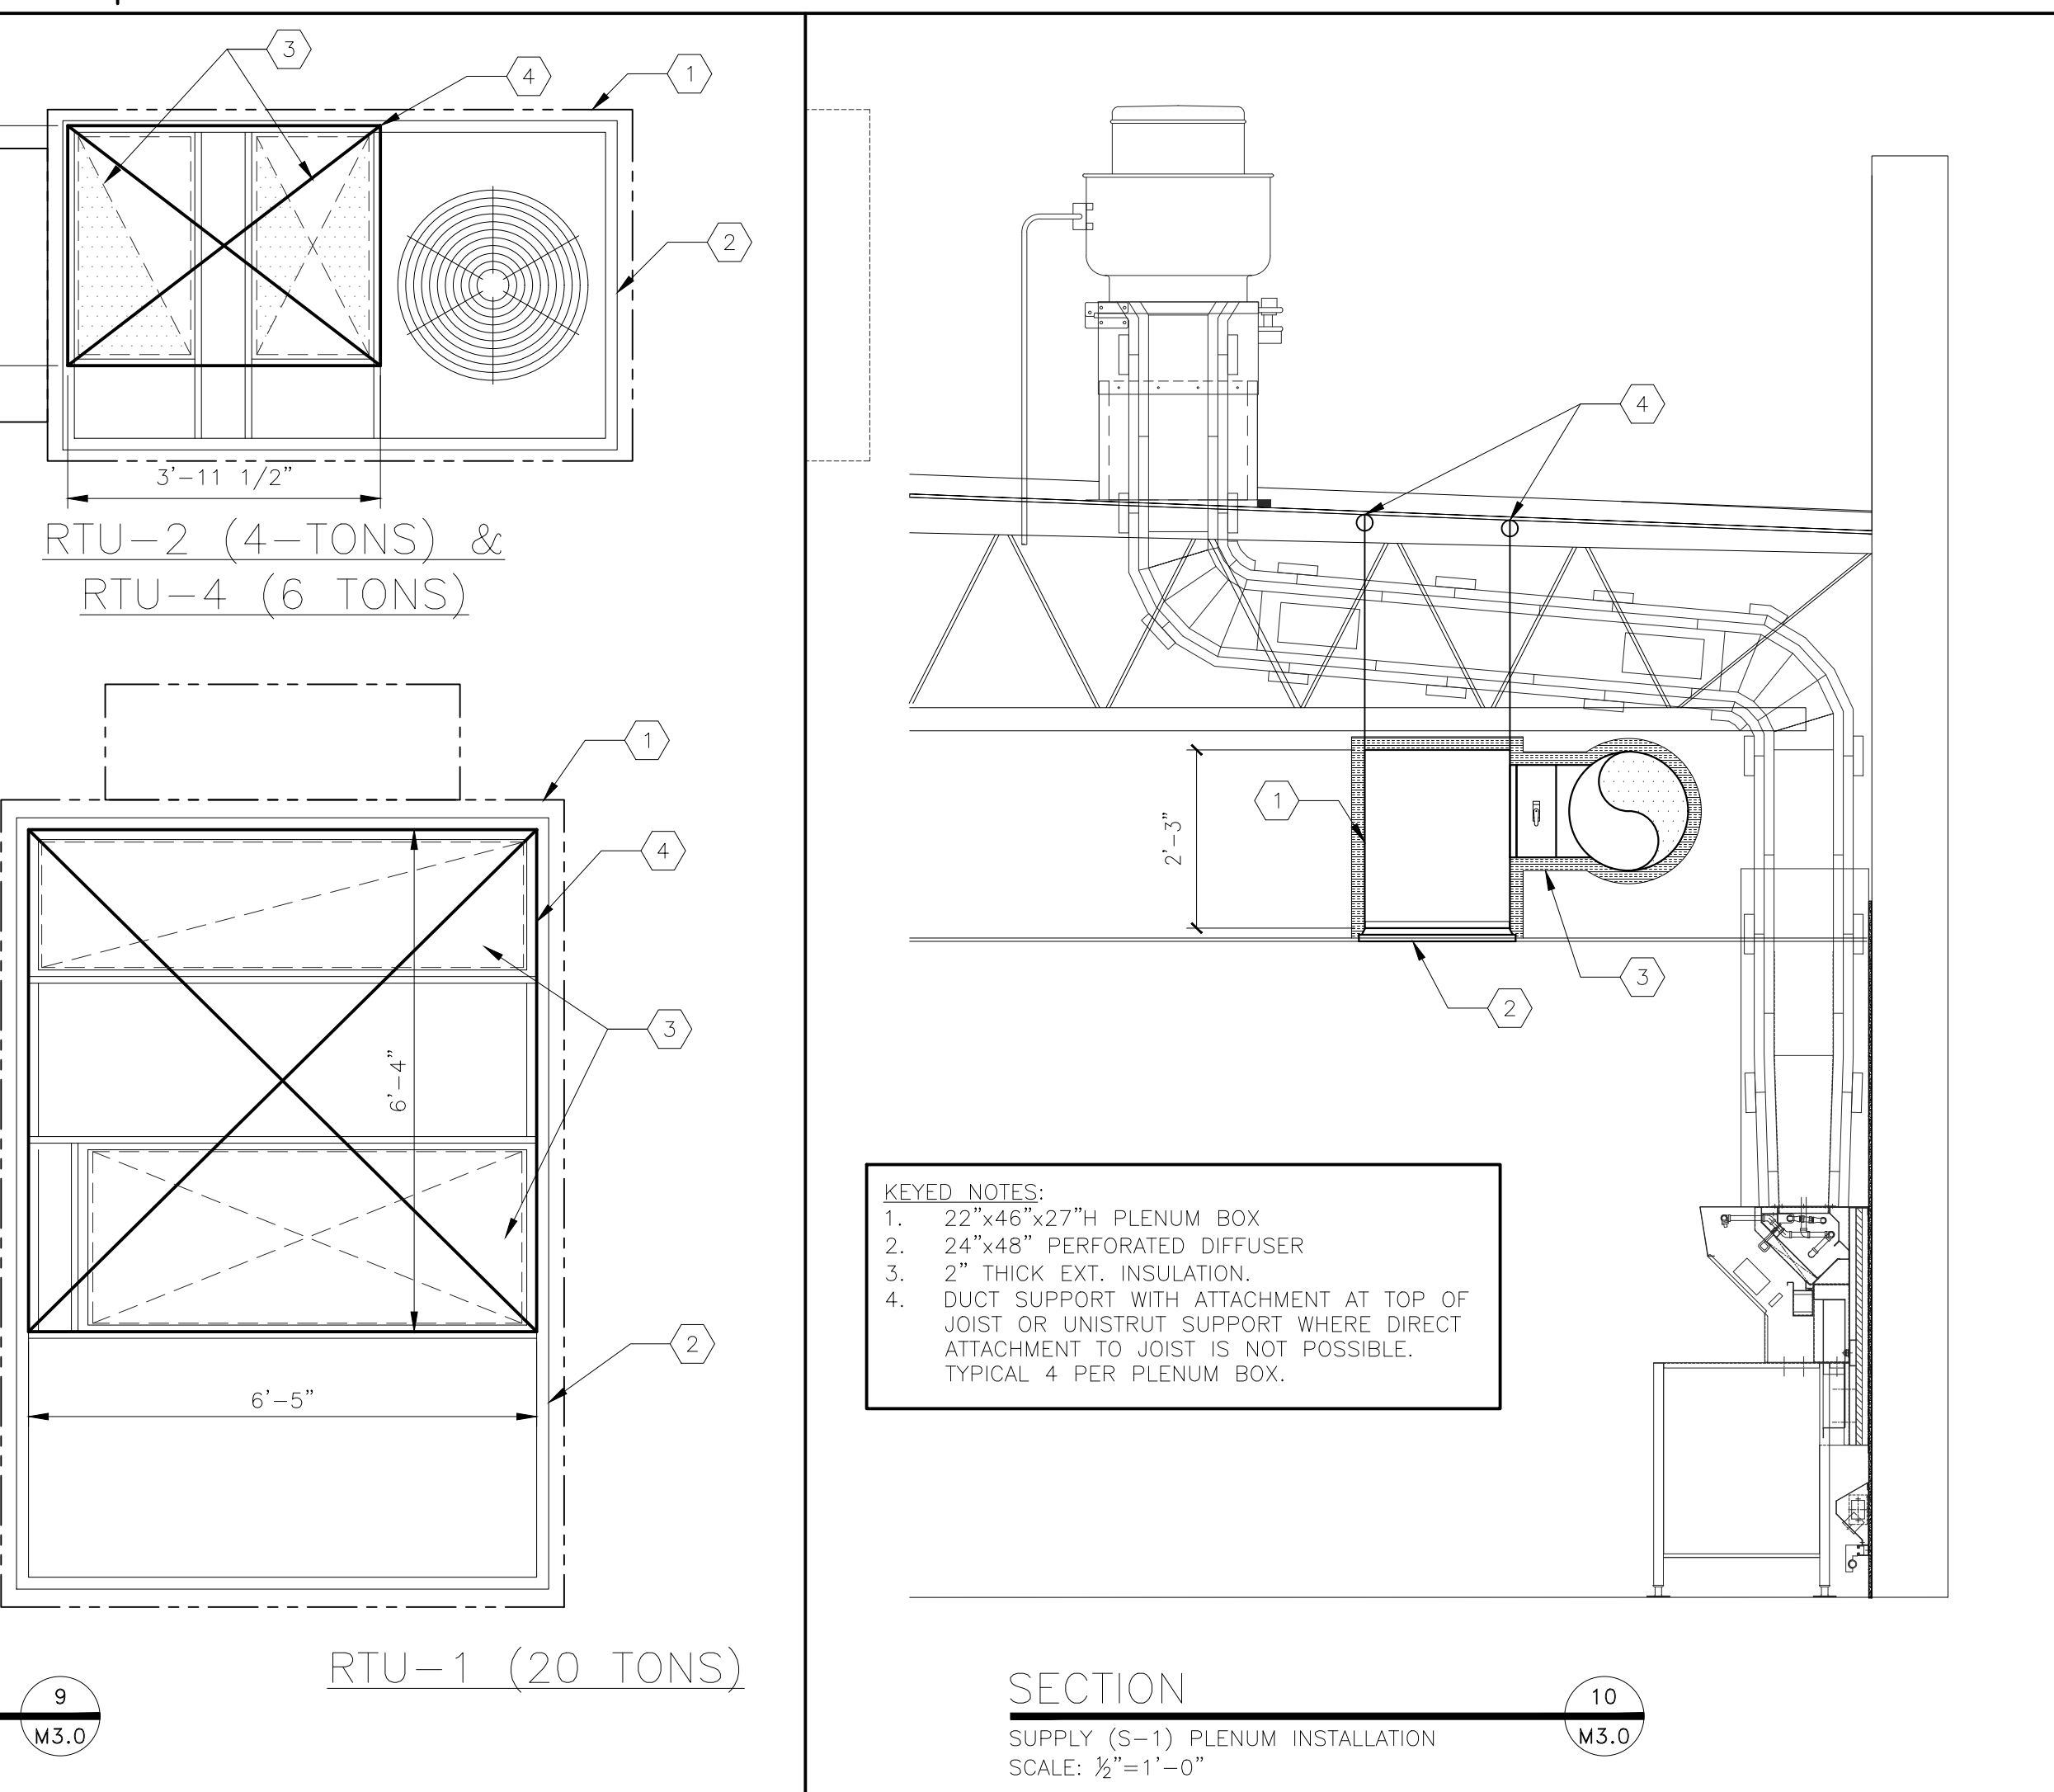 3
4
1
2
3'-11 1/2"
RTU-2 (4-TONS) &
RTU-4 (6 TONS)
1
4
3
6'-4"
2
6'-5"
RTU-1 (20 TONS)
9
M3.0
4
1
2'-3"
3
2
KEYED NOTES:
1. 22"x46"x27"H PLENUM BOX
2. 24"x48" PERFORATED DIFFUSER
3. 2" THICK EXT. INSULATION.
4. DUCT SUPPORT WITH ATTACHMENT AT TOP OF
JOIST OR UNISTRUT SUPPORT WHERE DIRECT
ATTACHMENT TO JOIST IS NOT POSSIBLE.
TYPICAL 4 PER PLENUM BOX.
SECTION
10
M3.0
SUPPLY (S-1) PLENUM INSTALLATION
SCALE: ½"=1'-0"